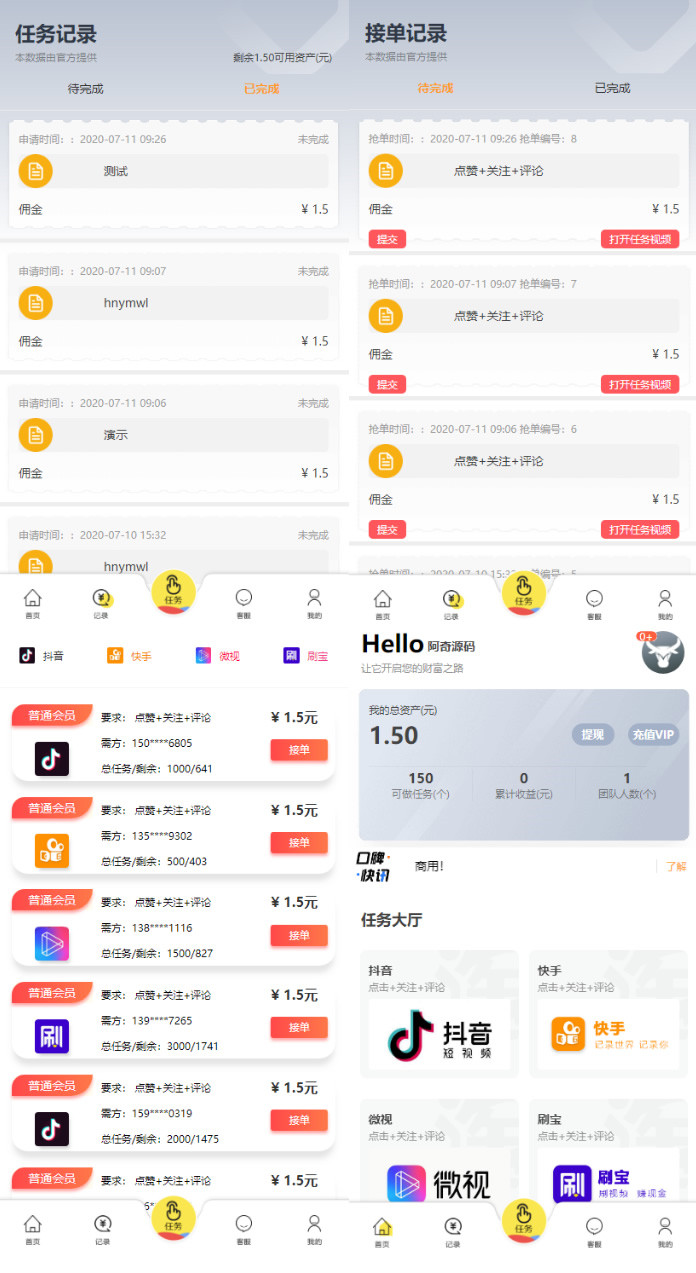 任务记录
本数据由官方提供
剩余1.50可用资产(元)
待完成
已完成
申请时间：: 2020-07-11 09:26
未完成
测试
佣金
¥ 1.5
申请时间：: 2020-07-11 09:07
未完成
hnymwl
佣金
¥ 1.5
申请时间：: 2020-07-11 09:06
未完成
演示
佣金
¥ 1.5
申请时间：: 2020-07-10 15:32
未完成
hnymwl
首页
记录
任务
客服
我的
接单记录
本数据由官方提供
待完成
已完成
抢单时间：: 2020-07-11 09:26 抢单编号: 8
点赞+关注+评论
佣金
¥ 1.5
提交
打开任务视频
抢单时间：: 2020-07-11 09:07 抢单编号: 7
点赞+关注+评论
佣金
¥ 1.5
提交
打开任务视频
抢单时间：: 2020-07-11 09:06 抢单编号: 6
点赞+关注+评论
佣金
¥ 1.5
提交
打开任务视频
抢单时间：: 2020-07-10 15:32 抢单编号: 5
首页
记录
任务
客服
我的
抖音
快手
微视
刷宝
普通会员
要求: 点赞+关注+评论
¥ 1.5元
需方: 150****6805
接单
总任务/剩余: 1000/641
普通会员
要求: 点赞+关注+评论
¥ 1.5元
需方: 135****9302
接单
总任务/剩余: 500/403
普通会员
要求: 点赞+关注+评论
¥ 1.5元
需方: 138****1116
接单
总任务/剩余: 1500/827
普通会员
要求: 点赞+关注+评论
¥ 1.5元
需方: 139****7265
接单
刷
总任务/剩余: 3000/1741
普通会员
要求: 点赞+关注+评论
¥ 1.5元
需方: 159****0319
接单
总任务/剩余: 2000/1475
普通会员
要求: 点赞+关注+评论
¥ 1.5元
首页
记录
任务
客服
我的
Hello 阿奇源码
0+
让它开启您的财富之路
我的总资产(元)
1.50
提现
充值VIP
150
0
1
可做任务(个)
累计收益(元)
团队人数(个)
口碑
快讯
商用!
了解
任务大厅
抖音
点击+关注+评论
抖音
短视频
快手
点击+关注+评论
快手
记录世界 记录你
微视
点击+关注+评论
微视
刷宝
点击+关注+评论
刷
刷宝
刷视频 赚现金
首页
记录
任务
客服
我的